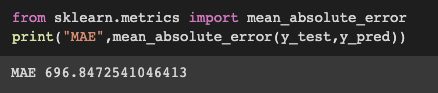 from sklearn.metrics import mean_absolute_error
print("MAE",mean_absolute_error(y_test,y_pred))
MAE 696.8472541046413